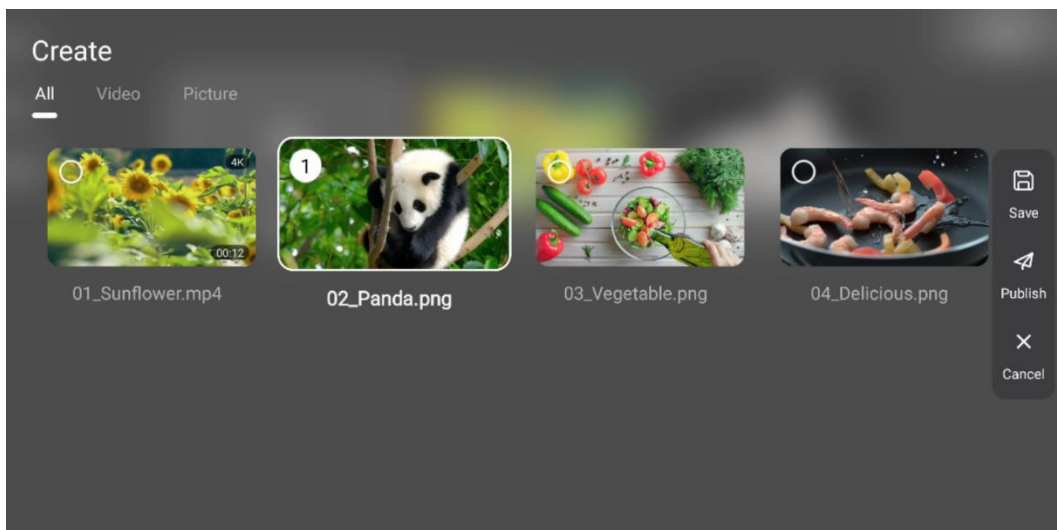 Create
All
Video
Picture
4K
00:12
1
01_Sunflower.mp4
02_Panda.png
03_Vegetable.png
04_Delicious.png
Save
Publish
Cancel